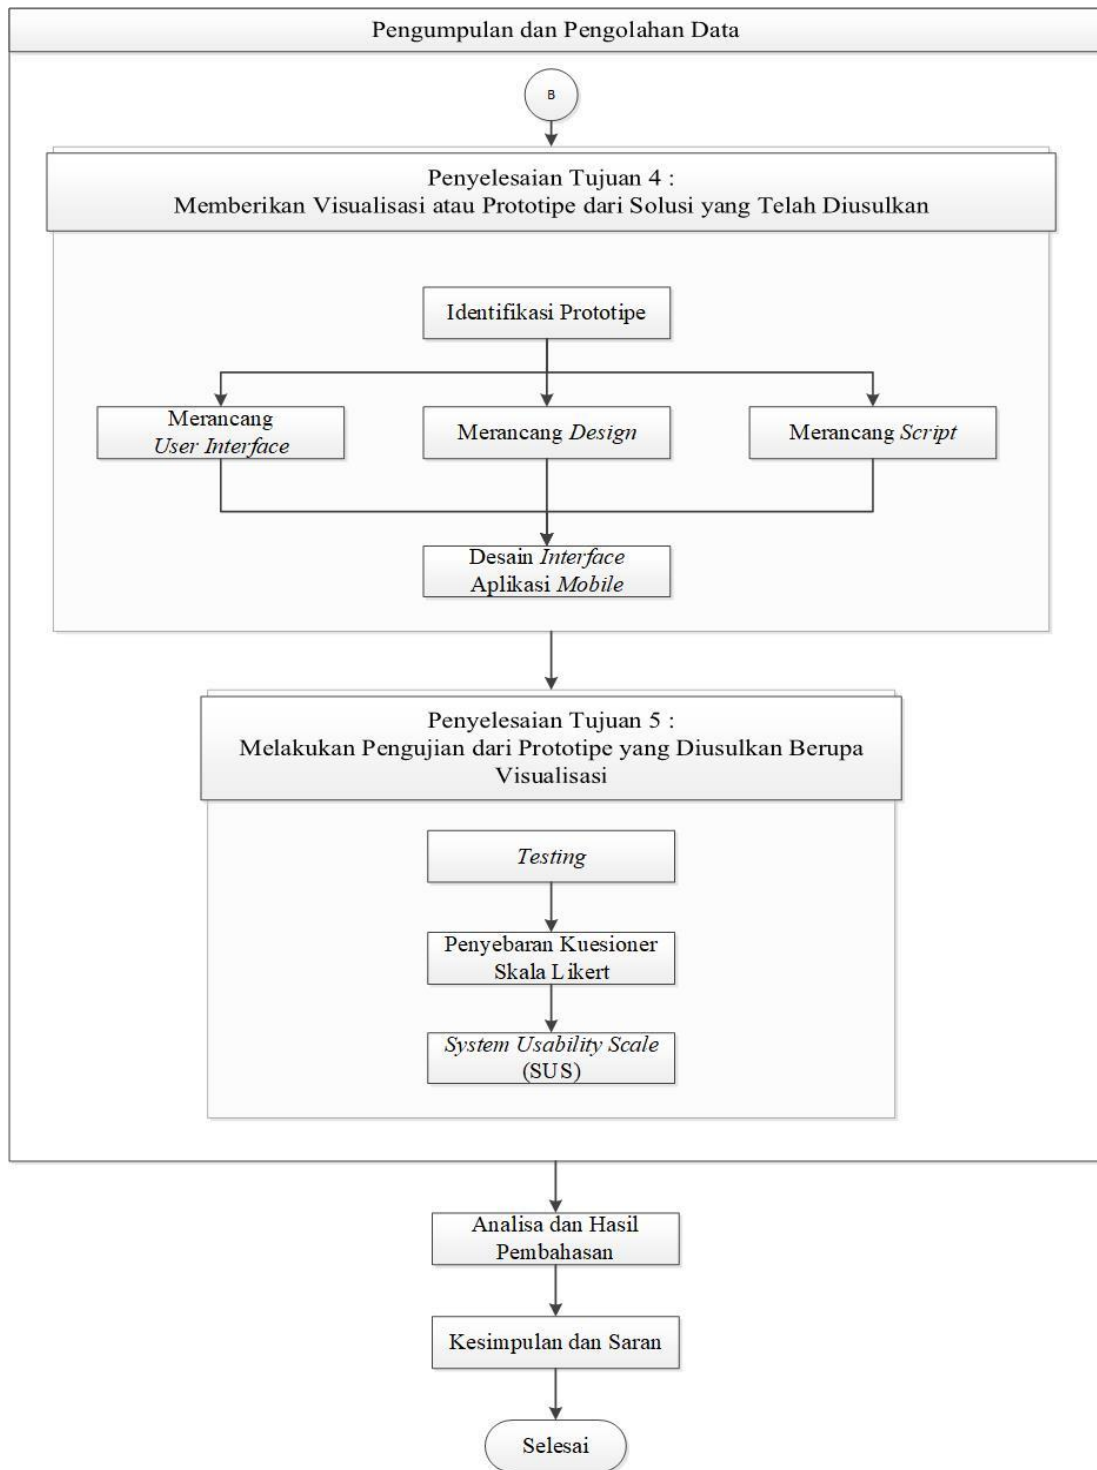 Pengumpulan dan Pengolahan Data
B
Penyelesaian Tujuan 4 :
Memberikan Visualisasi atau Prototipe dari Solusi yang Telah Diusulkan
Identifikasi Prototipe
Merancang
User Interface
Merancang Design
Merancang Script
Desain Interface
Aplikasi Mobile
Penyelesaian Tujuan 5 :
Melakukan Pengujian dari Prototipe yang Diusulkan Berupa
Visualisasi
Testing
Penyebaran Kuesioner
Skala Likert
System Usability Scale
(SUS)
Analisa dan Hasil
Pembahasan
Kesimpulan dan Saran
Selesai